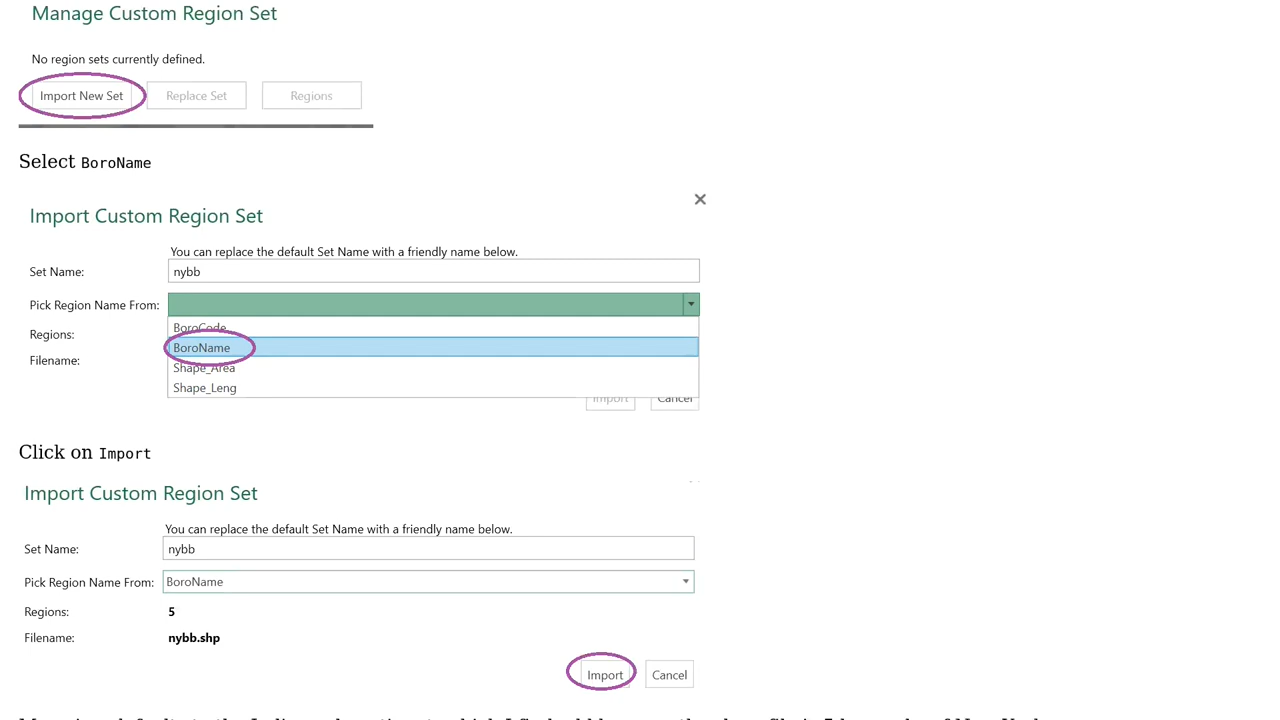 Manage Custom Region Set
No region sets currently defined.
Import New Set Replace Set Regions
Select BoroName
Import Custom Region Set
You can replace the default Set Name with a friendly name below.
Set Name: nybb
Pick Region Name From:
BoroCode
Regions:
BoroName
Filename:
Shape_Area
Shape_Leng
Import Cancel
Click on Import
Import Custom Region Set
You can replace the default Set Name with a friendly name below.
Set Name: nybb
Pick Region Name From: BoroName
Regions: 5
Filename: nybb.shp
Import Cancel